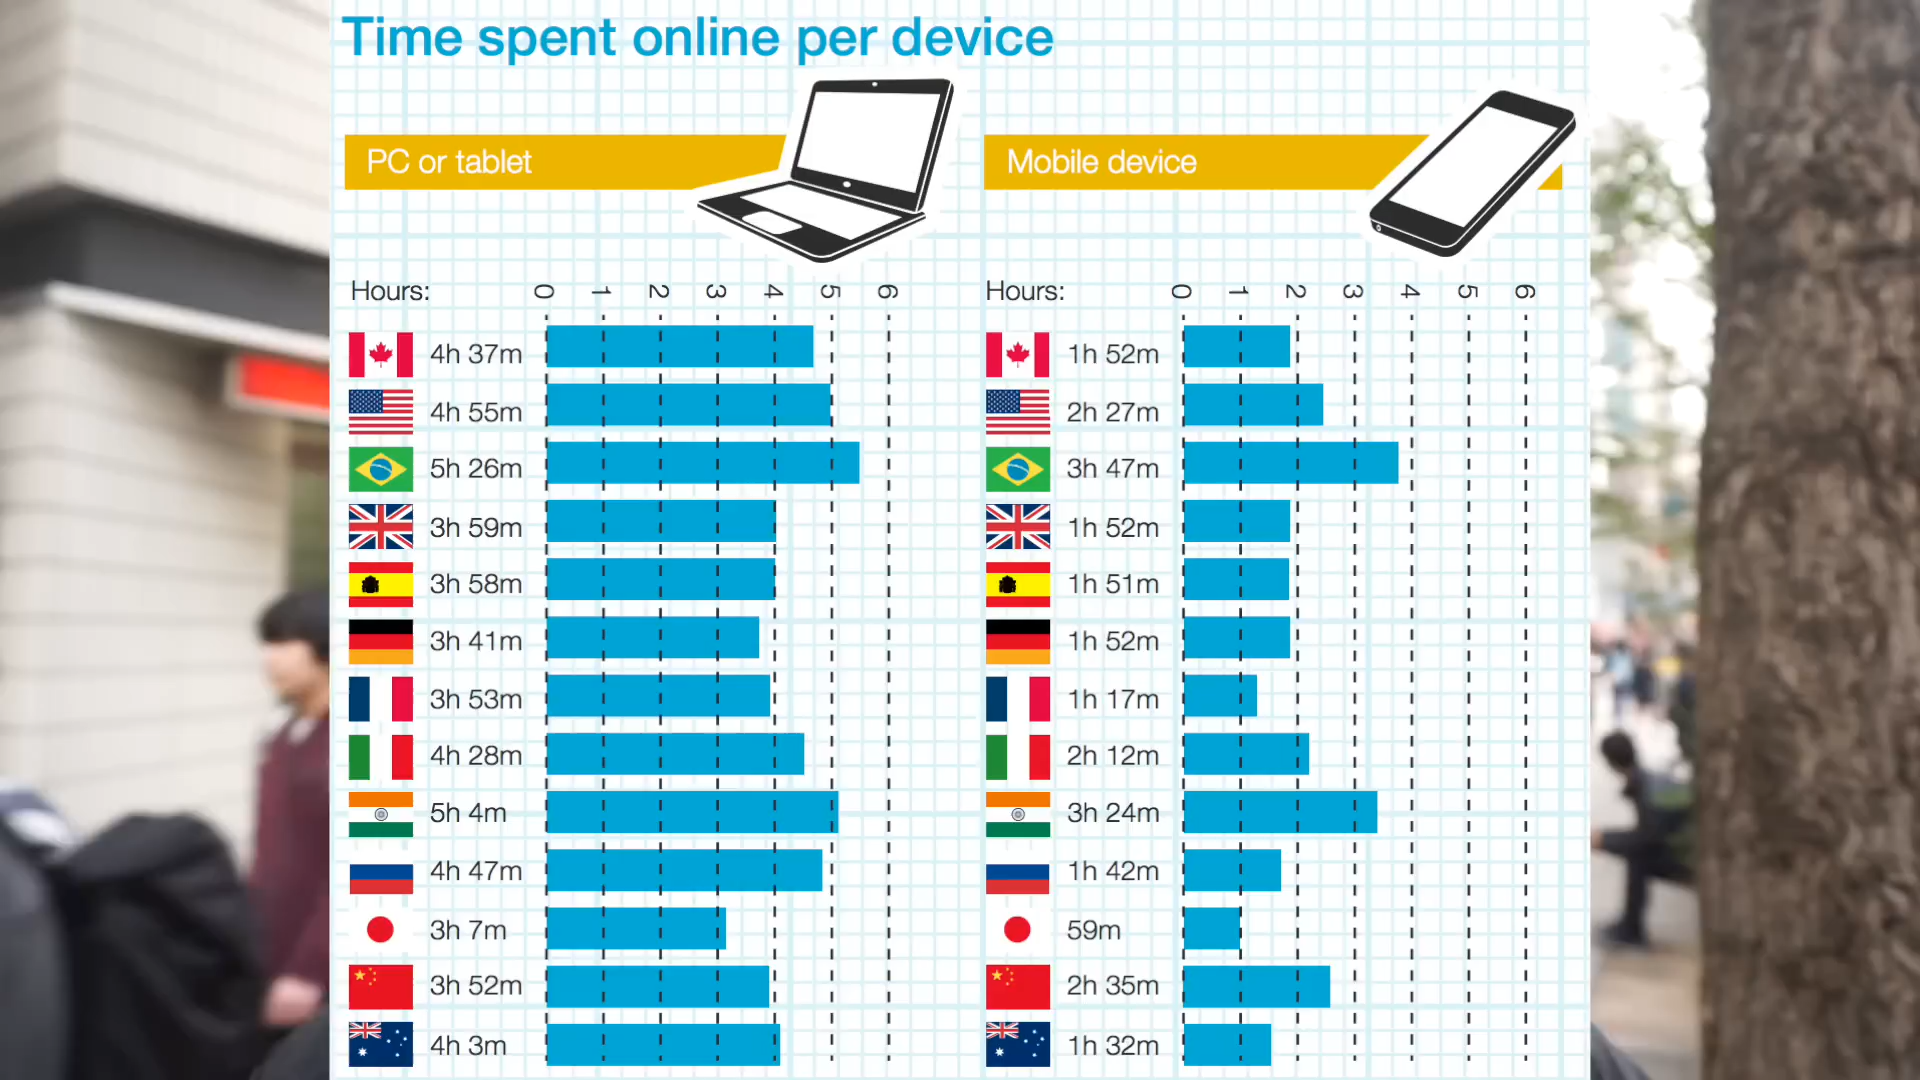 Time spent online per device
PC or tablet
Mobile device
Hours: 0 1 2 3 4 5 6
Hours: 0 1 2 3 4 5 6
4h 37m
1h 52m
4h 55m
2h 27m
5h 26m
3h 47m
3h 59m
1h 52m
3h 58m
1h 51m
3h 41m
1h 52m
3h 53m
1h 17m
4h 28m
2h 12m
5h 4m
3h 24m
4h 47m
1h 42m
3h 7m
59m
3h 52m
2h 35m
4h 3m
1h 32m